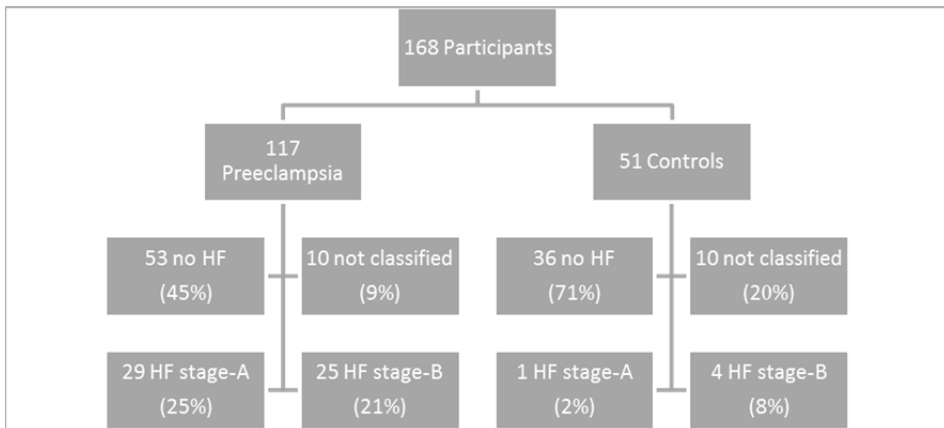 168 Participants
117
Preeclampsia
51 Controls
53 no HF
(45%)
10 not classified
(9%)
36 no HF
(71%)
10 not classified
(20%)
29 HF stage-A
(25%)
25 HF stage-B
(21%)
1 HF stage-A
(2%)
4 HF stage-B
(8%)